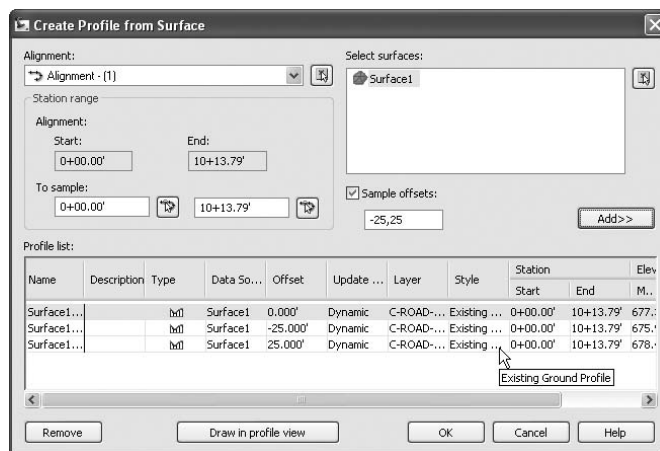 Create Profile from Surface
Alignment:
Alignment - (1)
Station range
Alignment:
Start:
End:
0+00.00'
10+13.79'
To sample:
0+00.00'
10+13.79'
Select surfaces:
Surface1
Sample offsets:
-25,25
Add>>
Profile list:
Name Description Type Data So... Offset Update ... Layer Style Station Elev
Start End M..
Surface1... Surface1 0.000' Dynamic C-ROAD-... Existing ... 0+00.00' 10+13.79' 677.
Surface1... Surface1 -25.000' Dynamic C-ROAD-... Existing ... 0+00.00' 10+13.79' 675.
Surface1... Surface1 25.000' Dynamic C-ROAD-... Existing ... 0+00.00' 10+13.79' 678.
Existing Ground Profile
Remove
Draw in profile view
OK
Cancel
Help